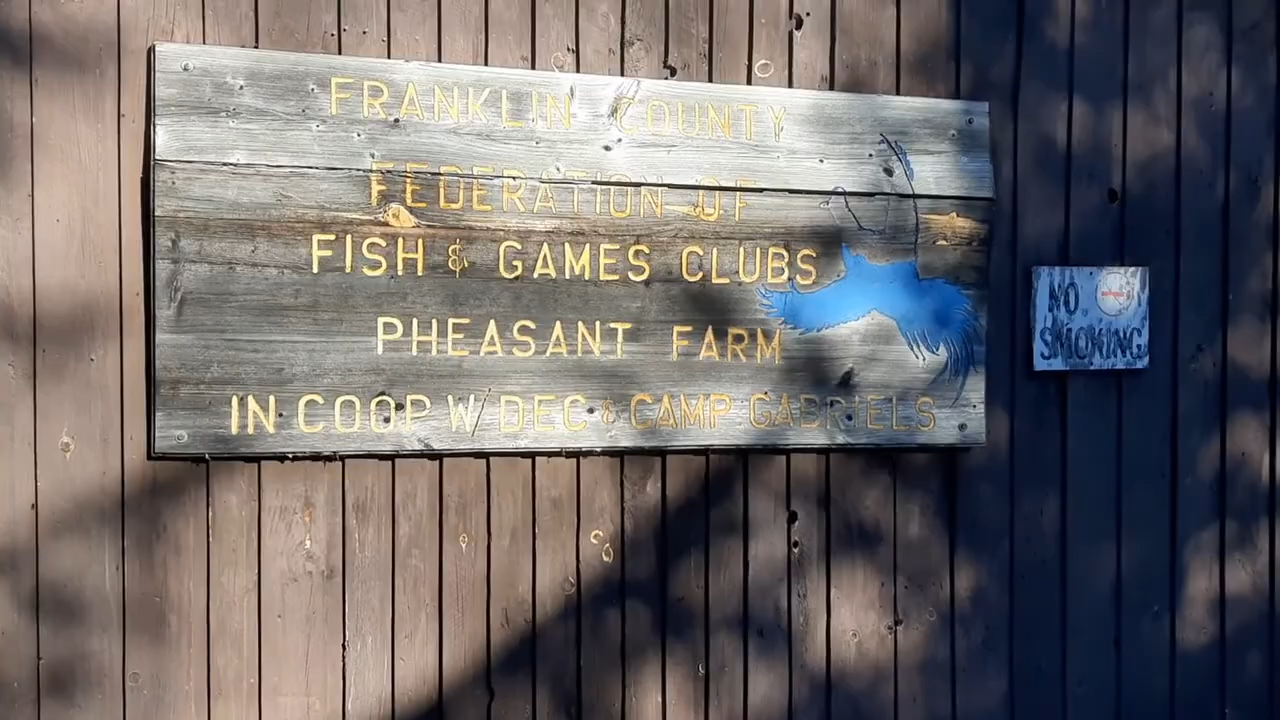 FRANKLIN COUNTY
FEDERATION OF
FISH & GAMES CLUBS
PHEASANT FARM
IN COOP W/ DEC & CAMP GABRIELS
NO
SMOKING